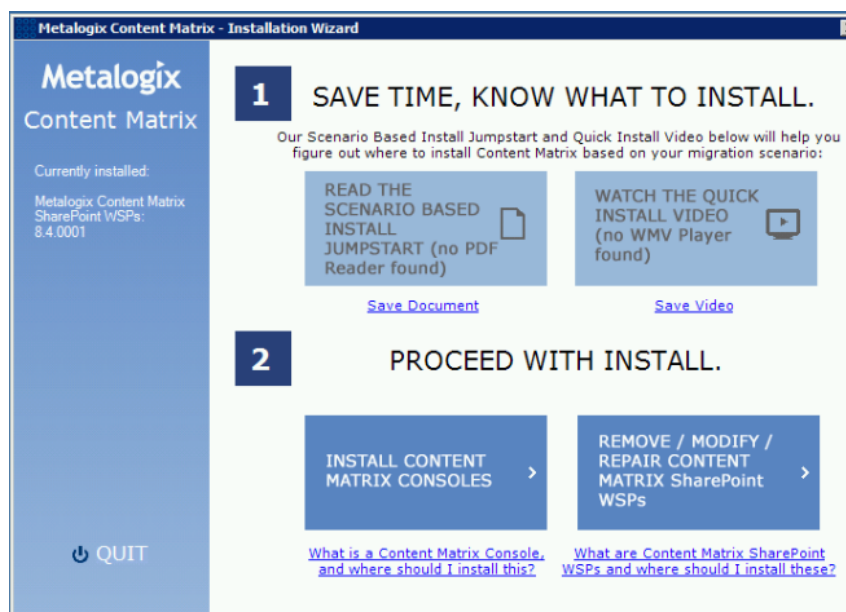 Metalogix Content Matrix - Installation Wizard
Metalogix
Content Matrix
Currently installed:
Metalogix Content Matrix
SharePoint WSPs:
8.4.0001
QUIT
1
SAVE TIME, KNOW WHAT TO INSTALL.
Our Scenario Based Install Jumpstart and Quick Install Video below will help you
figure out where to install Content Matrix based on your migration scenario:
READ THE
SCENARIO BASED
INSTALL
JUMPSTART (no PDF
Reader found)
WATCH THE QUICK
INSTALL VIDEO
(no WMV Player
found)
Save Document
Save Video
2
PROCEED WITH INSTALL.
INSTALL CONTENT
MATRIX CONSOLES
REMOVE / MODIFY /
REPAIR CONTENT
MATRIX SharePoint
WSPs
What is a Content Matrix Console,
and where should I install this?
What are Content Matrix SharePoint
WSPs and where should I install these?